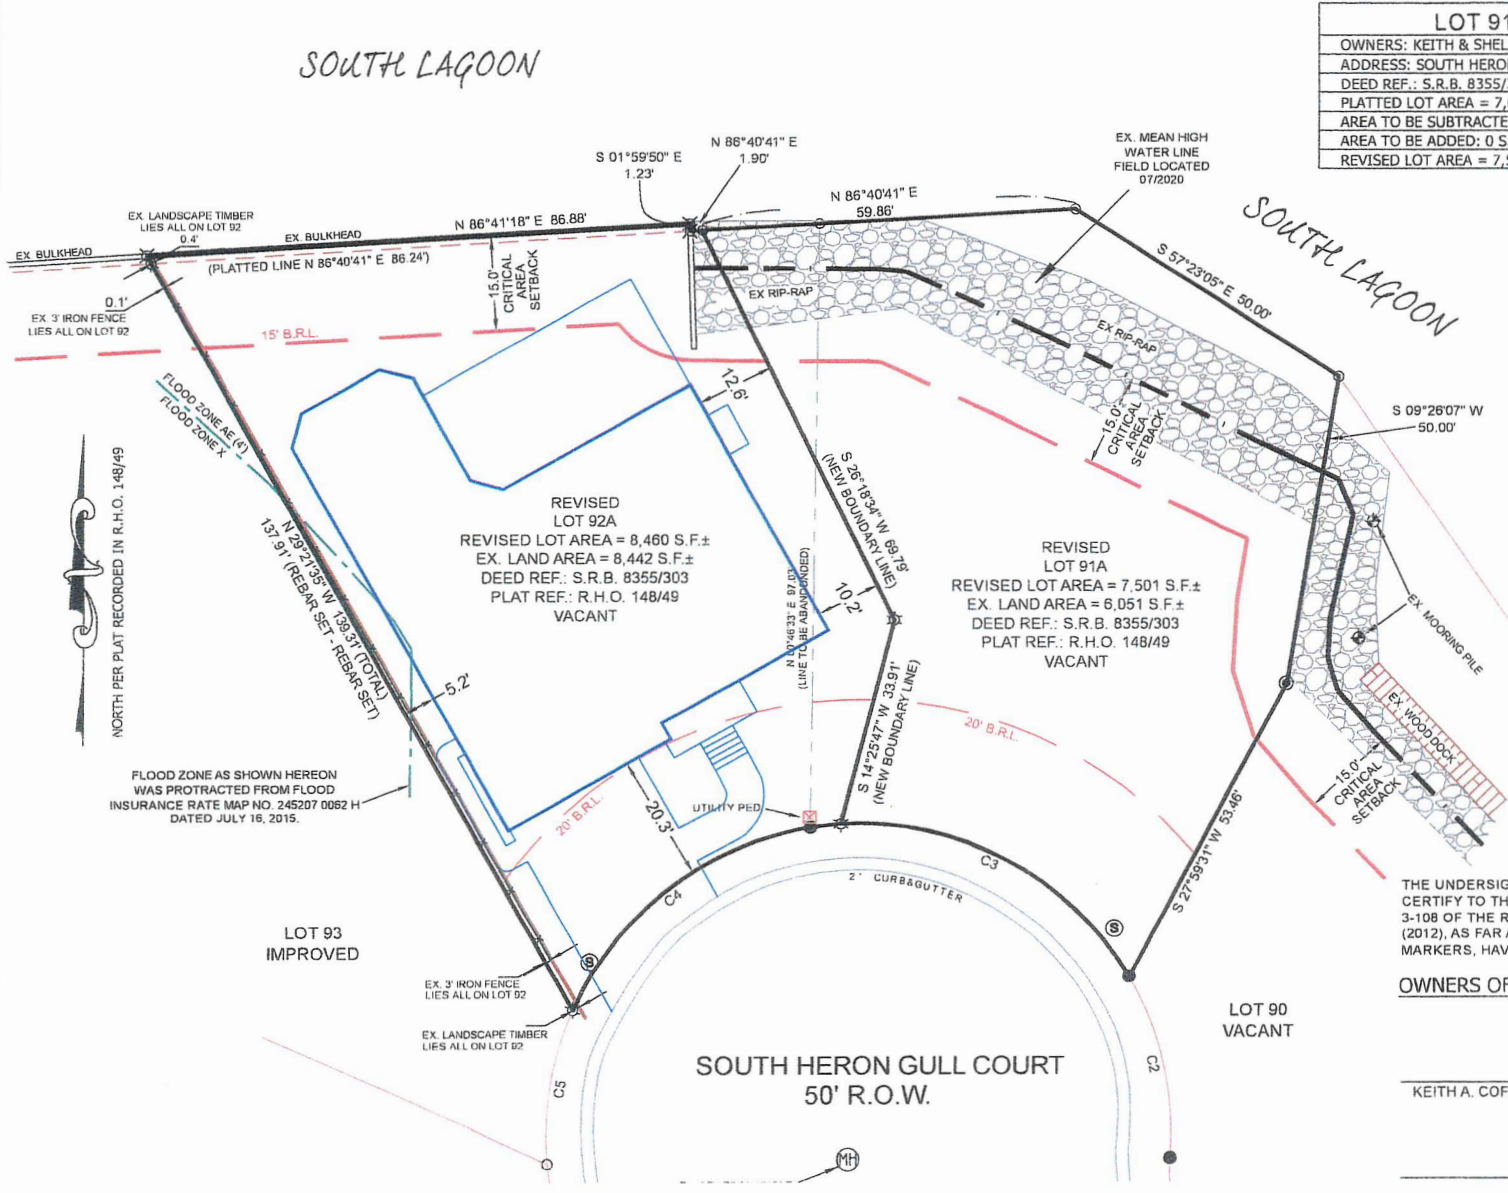 LOT 91
OWNERS: KEITH & SHEL
ADDRESS: SOUTH HERO
DEED REF.: S.R.B. 8355/
PLATTED LOT AREA = 7,
AREA TO BE SUBTRACTE
AREA TO BE ADDED: 0 S
REVISED LOT AREA = 7,
SOUTH LAGOON
SOUTH LAGOON
N 86°40'41" E
1.90'
S 01°59'50" E
1.23'
EX. MEAN HIGH
WATER LINE
FIELD LOCATED
07/2020
N 86°40'41" E
59.86'
EX. LANDSCAPE TIMBER
LIES ALL ON LOT 92
0.4'
EX. BULKHEAD
EX. BULKHEAD
N 86°41'18" E 86.88'
(PLATTED LINE N 86°40'41" E 86.24')
S 57°23'05" E 50.00'
15.0'
CRITICAL
AREA
SETBACK
EX RIP-RAP
EX RIP-RAP
0.1'
EX. 3' IRON FENCE
LIES ALL ON LOT 92
15' B.R.L.
FLOOD ZONE AE (4')
FLOOD ZONE X
12.6'
15.0'
CRITICAL
AREA
SETBACK
S 09°26'07" W
50.00'
S 26°18'34" W 69.79'
(NEW BOUNDARY LINE)
NORTH PER PLAT RECORDED IN R.H.O. 148/49
N 29°21'35" W 139.31' (TOTAL)
137.91' (REBAR SET - REBAR SET)
REVISED
LOT 92A
REVISED LOT AREA = 8,460 S.F.±
EX. LAND AREA = 8,442 S.F.±
DEED REF.: S.R.B. 8355/303
PLAT REF.: R.H.O. 148/49
VACANT
(LINE TO BE ABANDONED)
10.2'
REVISED
LOT 91A
REVISED LOT AREA = 7,501 S.F.±
EX. LAND AREA = 6,051 S.F.±
DEED REF.: S.R.B. 8355/303
PLAT REF.: R.H.O. 148/49
VACANT
EX. MOORING PILE
5.2'
S 14°25'47" W 33.91'
(NEW BOUNDARY LINE)
20' B.R.L.
EX. WOOD DOCK
15.0'
CRITICAL
AREA
SETBACK
FLOOD ZONE AS SHOWN HEREON
WAS PROTRACTED FROM FLOOD
INSURANCE RATE MAP NO. 245207 0062 H
DATED JULY 16, 2015.
20' B.R.L.
20.3'
UTILITY PED
S 27°59'31" W 53.46'
C4
C3
2' CURB&GUTTER
THE UNDERSIG
CERTIFY TO TH
3-108 OF THE R
(2012), AS FAR
MARKERS, HAV
S
S
LOT 93
IMPROVED
EX. 3' IRON FENCE
LIES ALL ON LOT 92
EX. LANDSCAPE TIMBER
LIES ALL ON LOT 92
OWNERS OF
LOT 90
VACANT
SOUTH HERON GULL COURT
50' R.O.W.
C5
C2
KEITH A. COF
MH